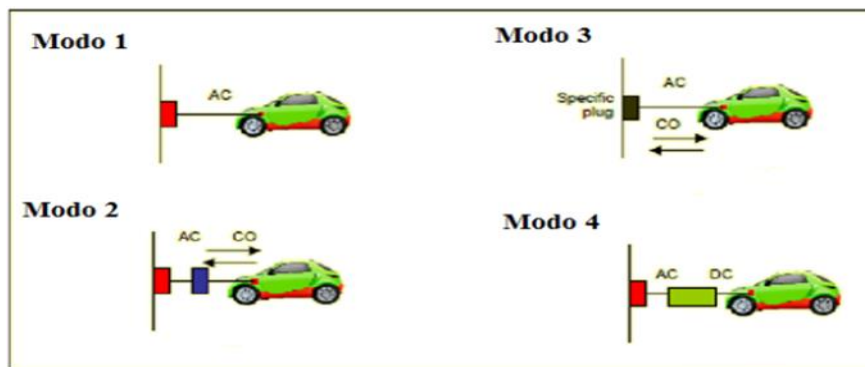 Modo 1
AC
Modo 3
AC
Specific
plug
CO
Modo 2
AC CO
Modo 4
AC DC